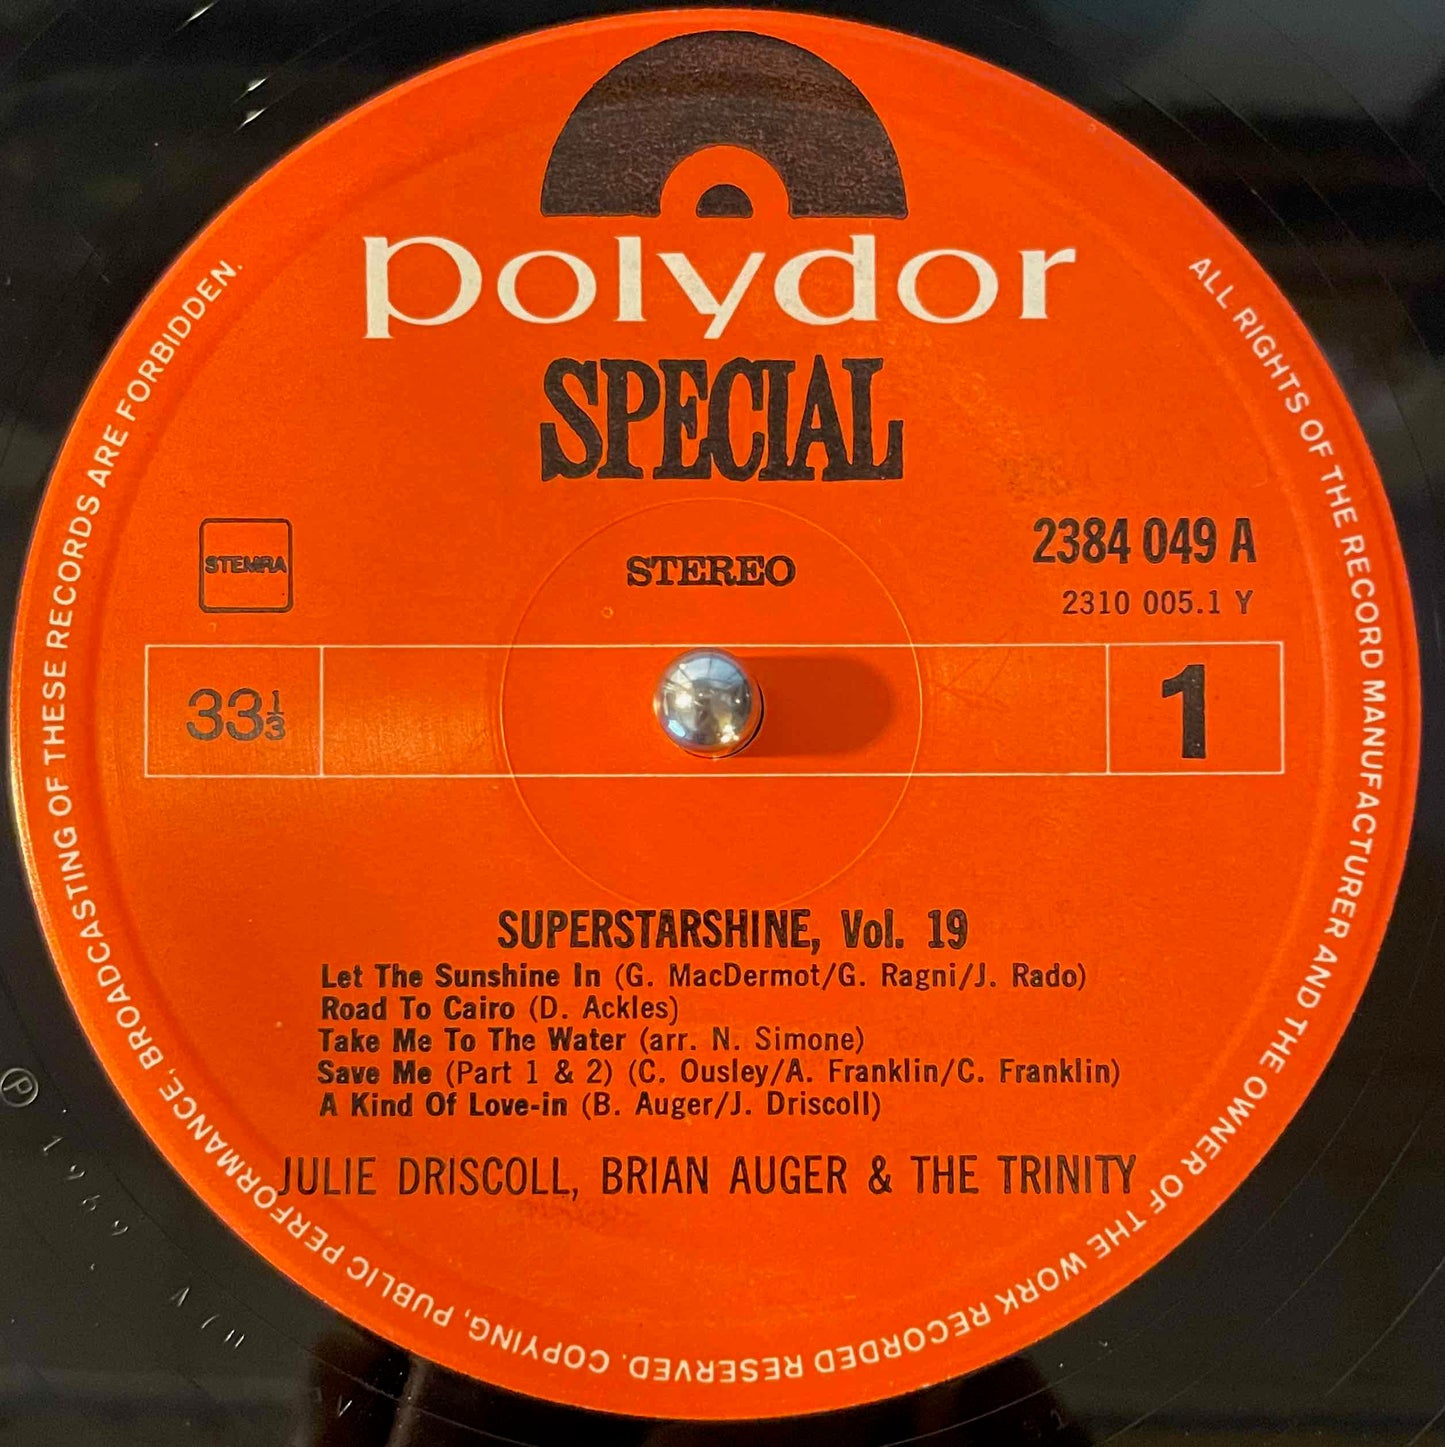 polydor
SPECIAL
STEMRA
STEREO
2384 049 A
2310 005.1 Y
33⅓
1
SUPERSTARSHINE, Vol. 19
Let The Sunshine In (G. MacDermot/G. Ragni/J. Rado)
Road To Cairo (D. Ackles)
Take Me To The Water (arr. N. Simone)
Save Me (Part 1 & 2) (C. Ousley/A. Franklin/C. Franklin)
A Kind Of Love-in (B. Auger/J. Driscoll)
JULIE DRISCOLL, BRIAN AUGER & THE TRINITY
ALL RIGHTS OF THE RECORD MANUFACTURER AND THE OWNER OF THE WORK RECORDED RESERVED. COPYING, PUBLIC PERFORMANCE, BROADCASTING OF THESE RECORDS ARE FORBIDDEN.
℗ 1969